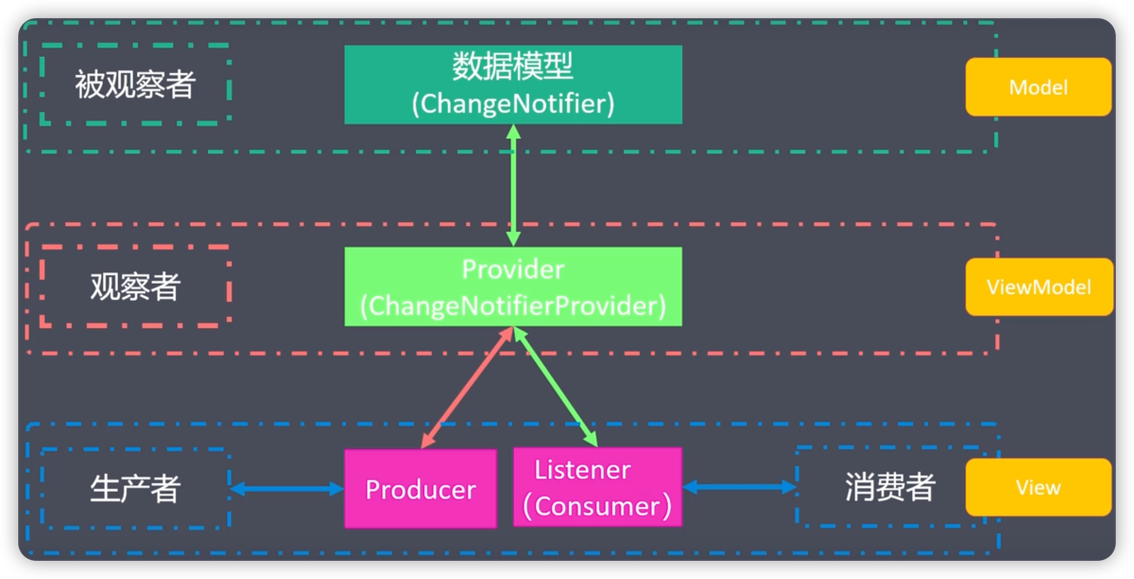 被观察者
数据模型
(ChangeNotifier)
Model
观察者
Provider
(ChangeNotifierProvider)
ViewModel
生产者
Producer
Listener
（Consumer）
消费者
View